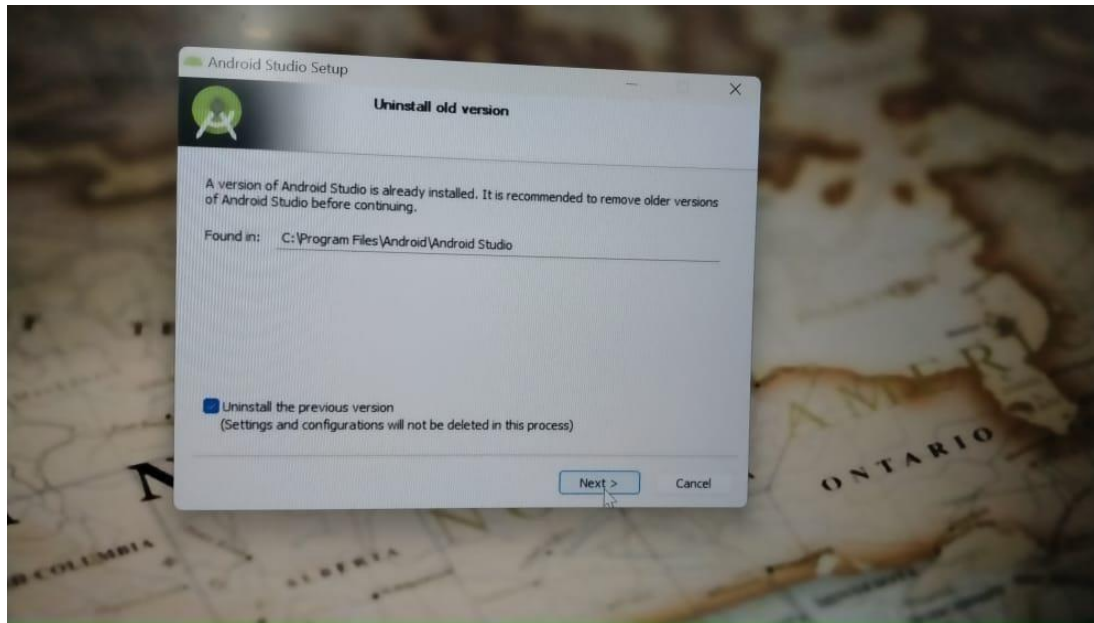 Android Studio Setup
Uninstall old version
A version of Android Studio is already installed. It is recommended to remove older versions
of Android Studio before continuing.
Found in: C:\Program Files\Android\Android Studio
Uninstall the previous version
(Settings and configurations will not be deleted in this process)
Next > Cancel
ONTARIO
COLUMBIA
ALBERTA